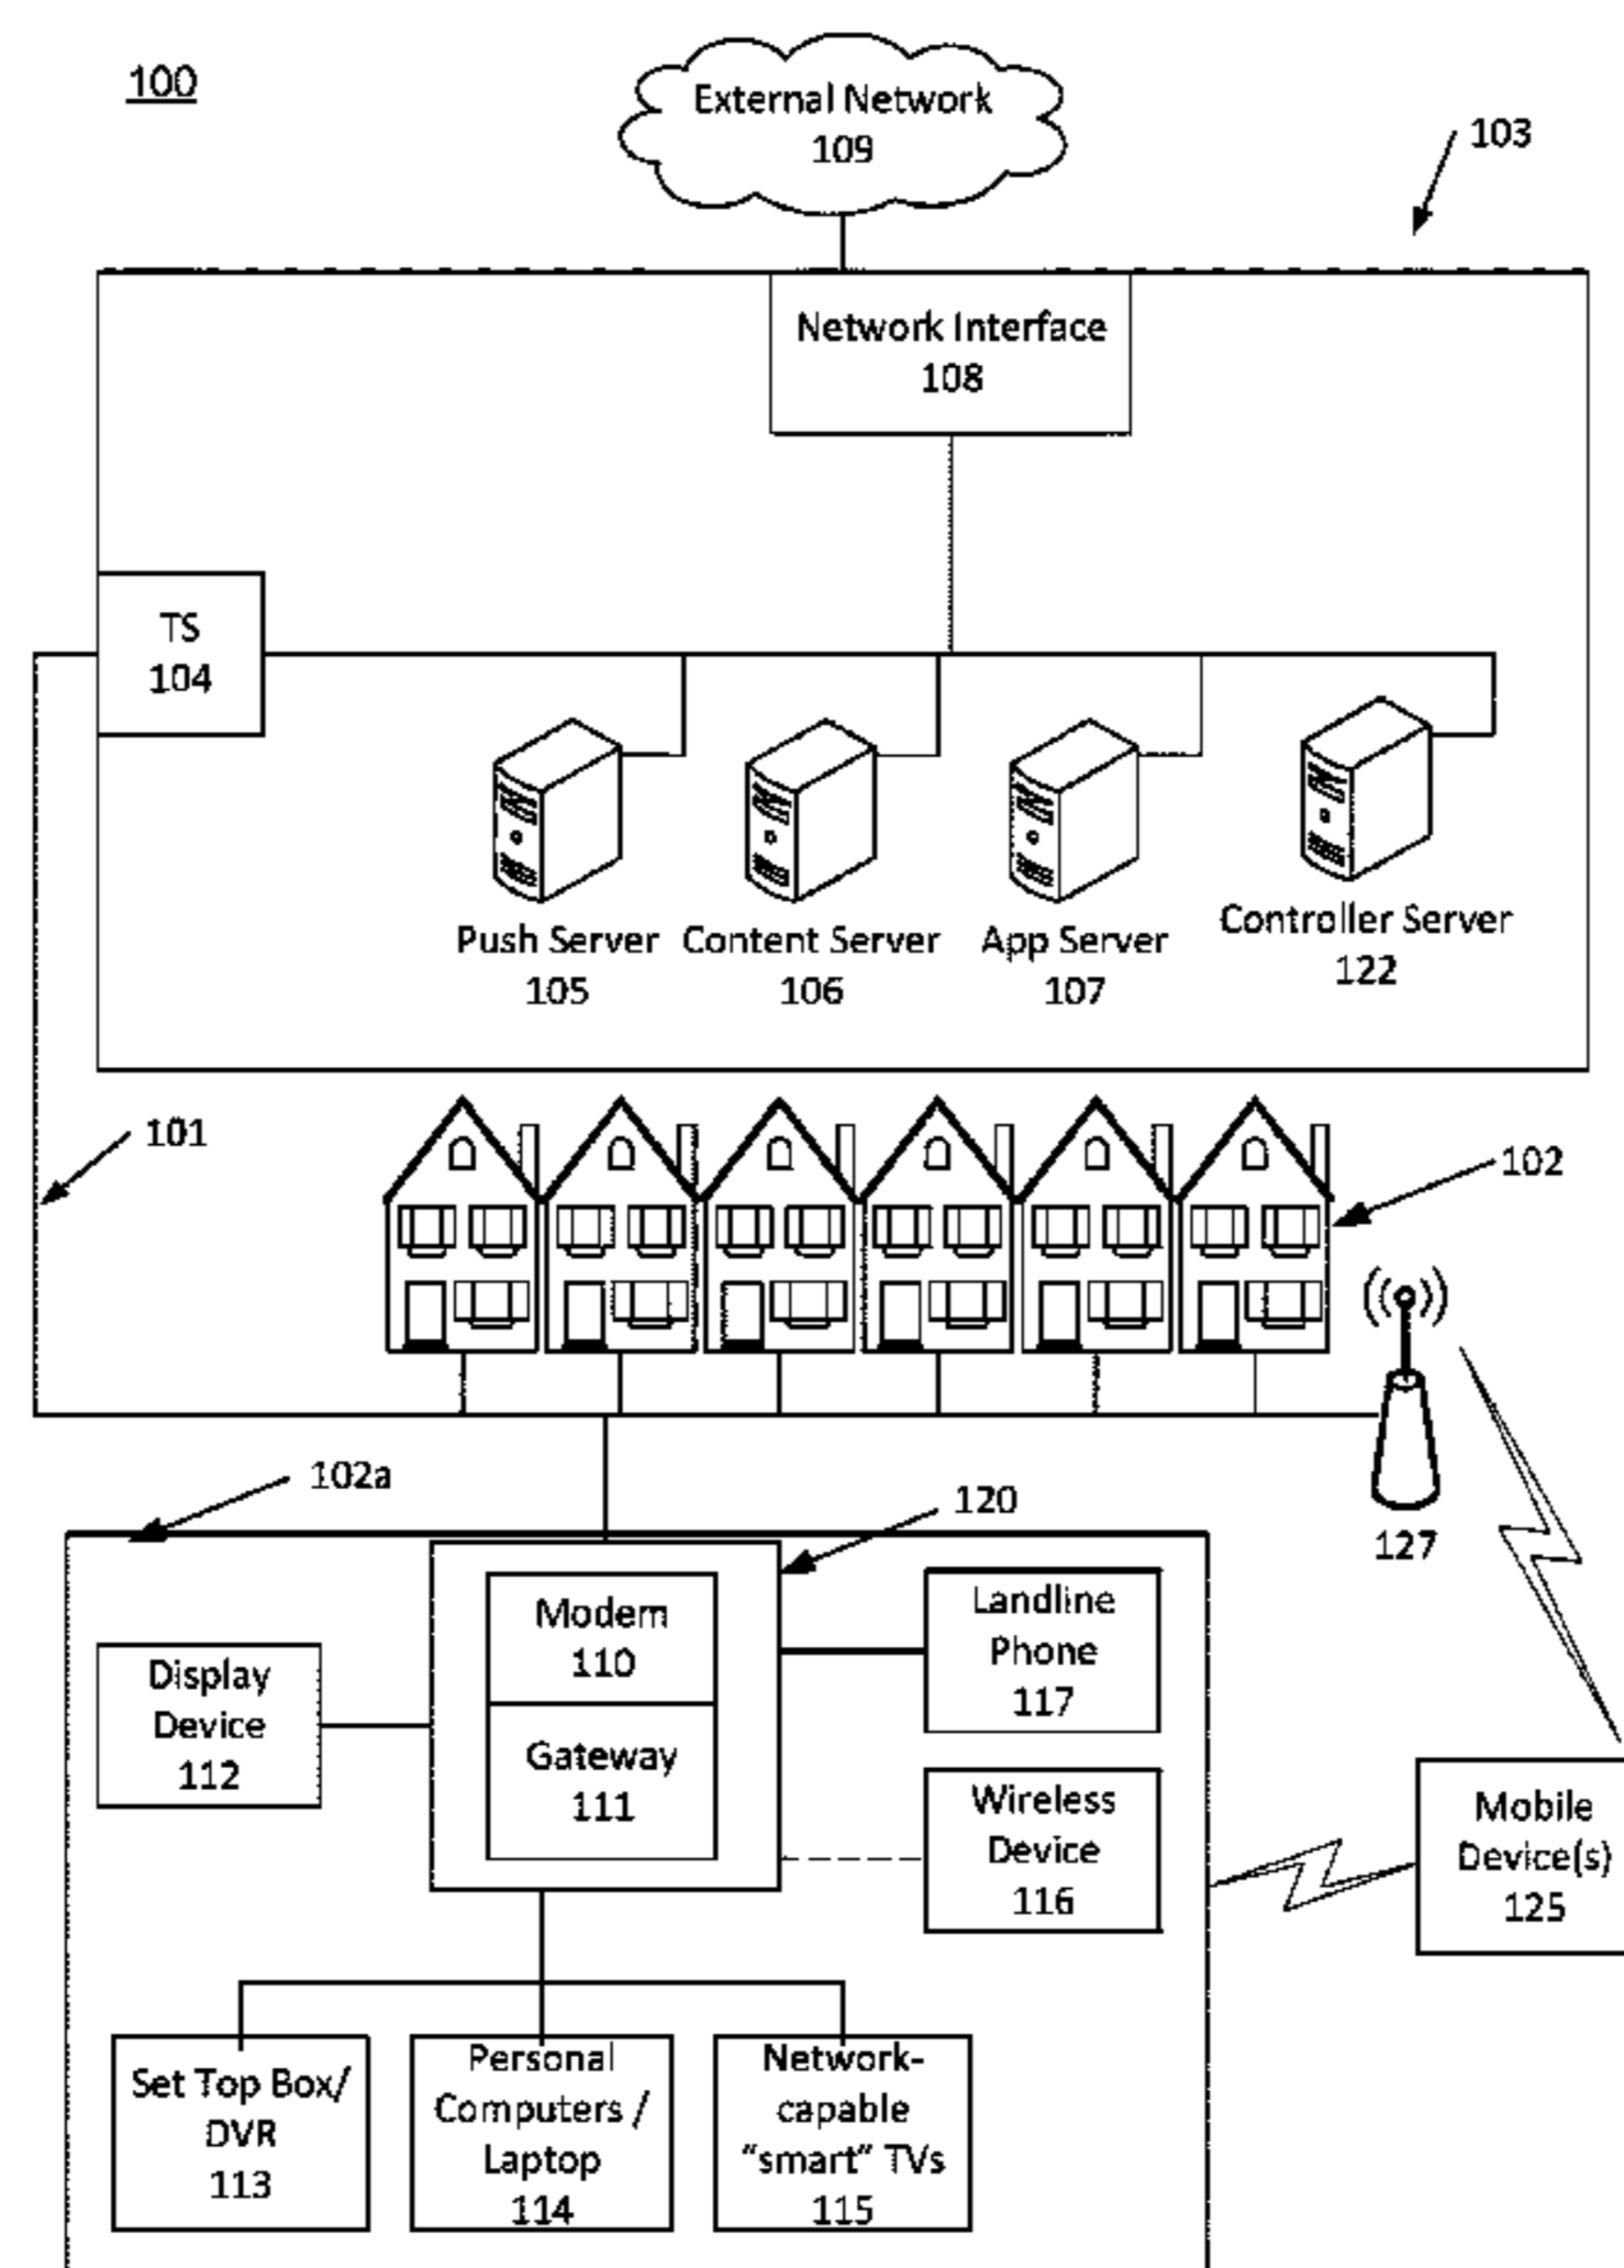 100
External Network
109
103
Network Interface
108
TS
104
Push Server
105
Content Server
106
App Server
107
Controller Server
122
101
102
127
102a
120
Modem
110
Gateway
111
Display
Device
112
Landline
Phone
117
Wireless
Device
116
Mobile
Device(s)
125
Set Top Box/
DVR
113
Personal
Computers /
Laptop
114
Network-
capable
“smart” TVs
115